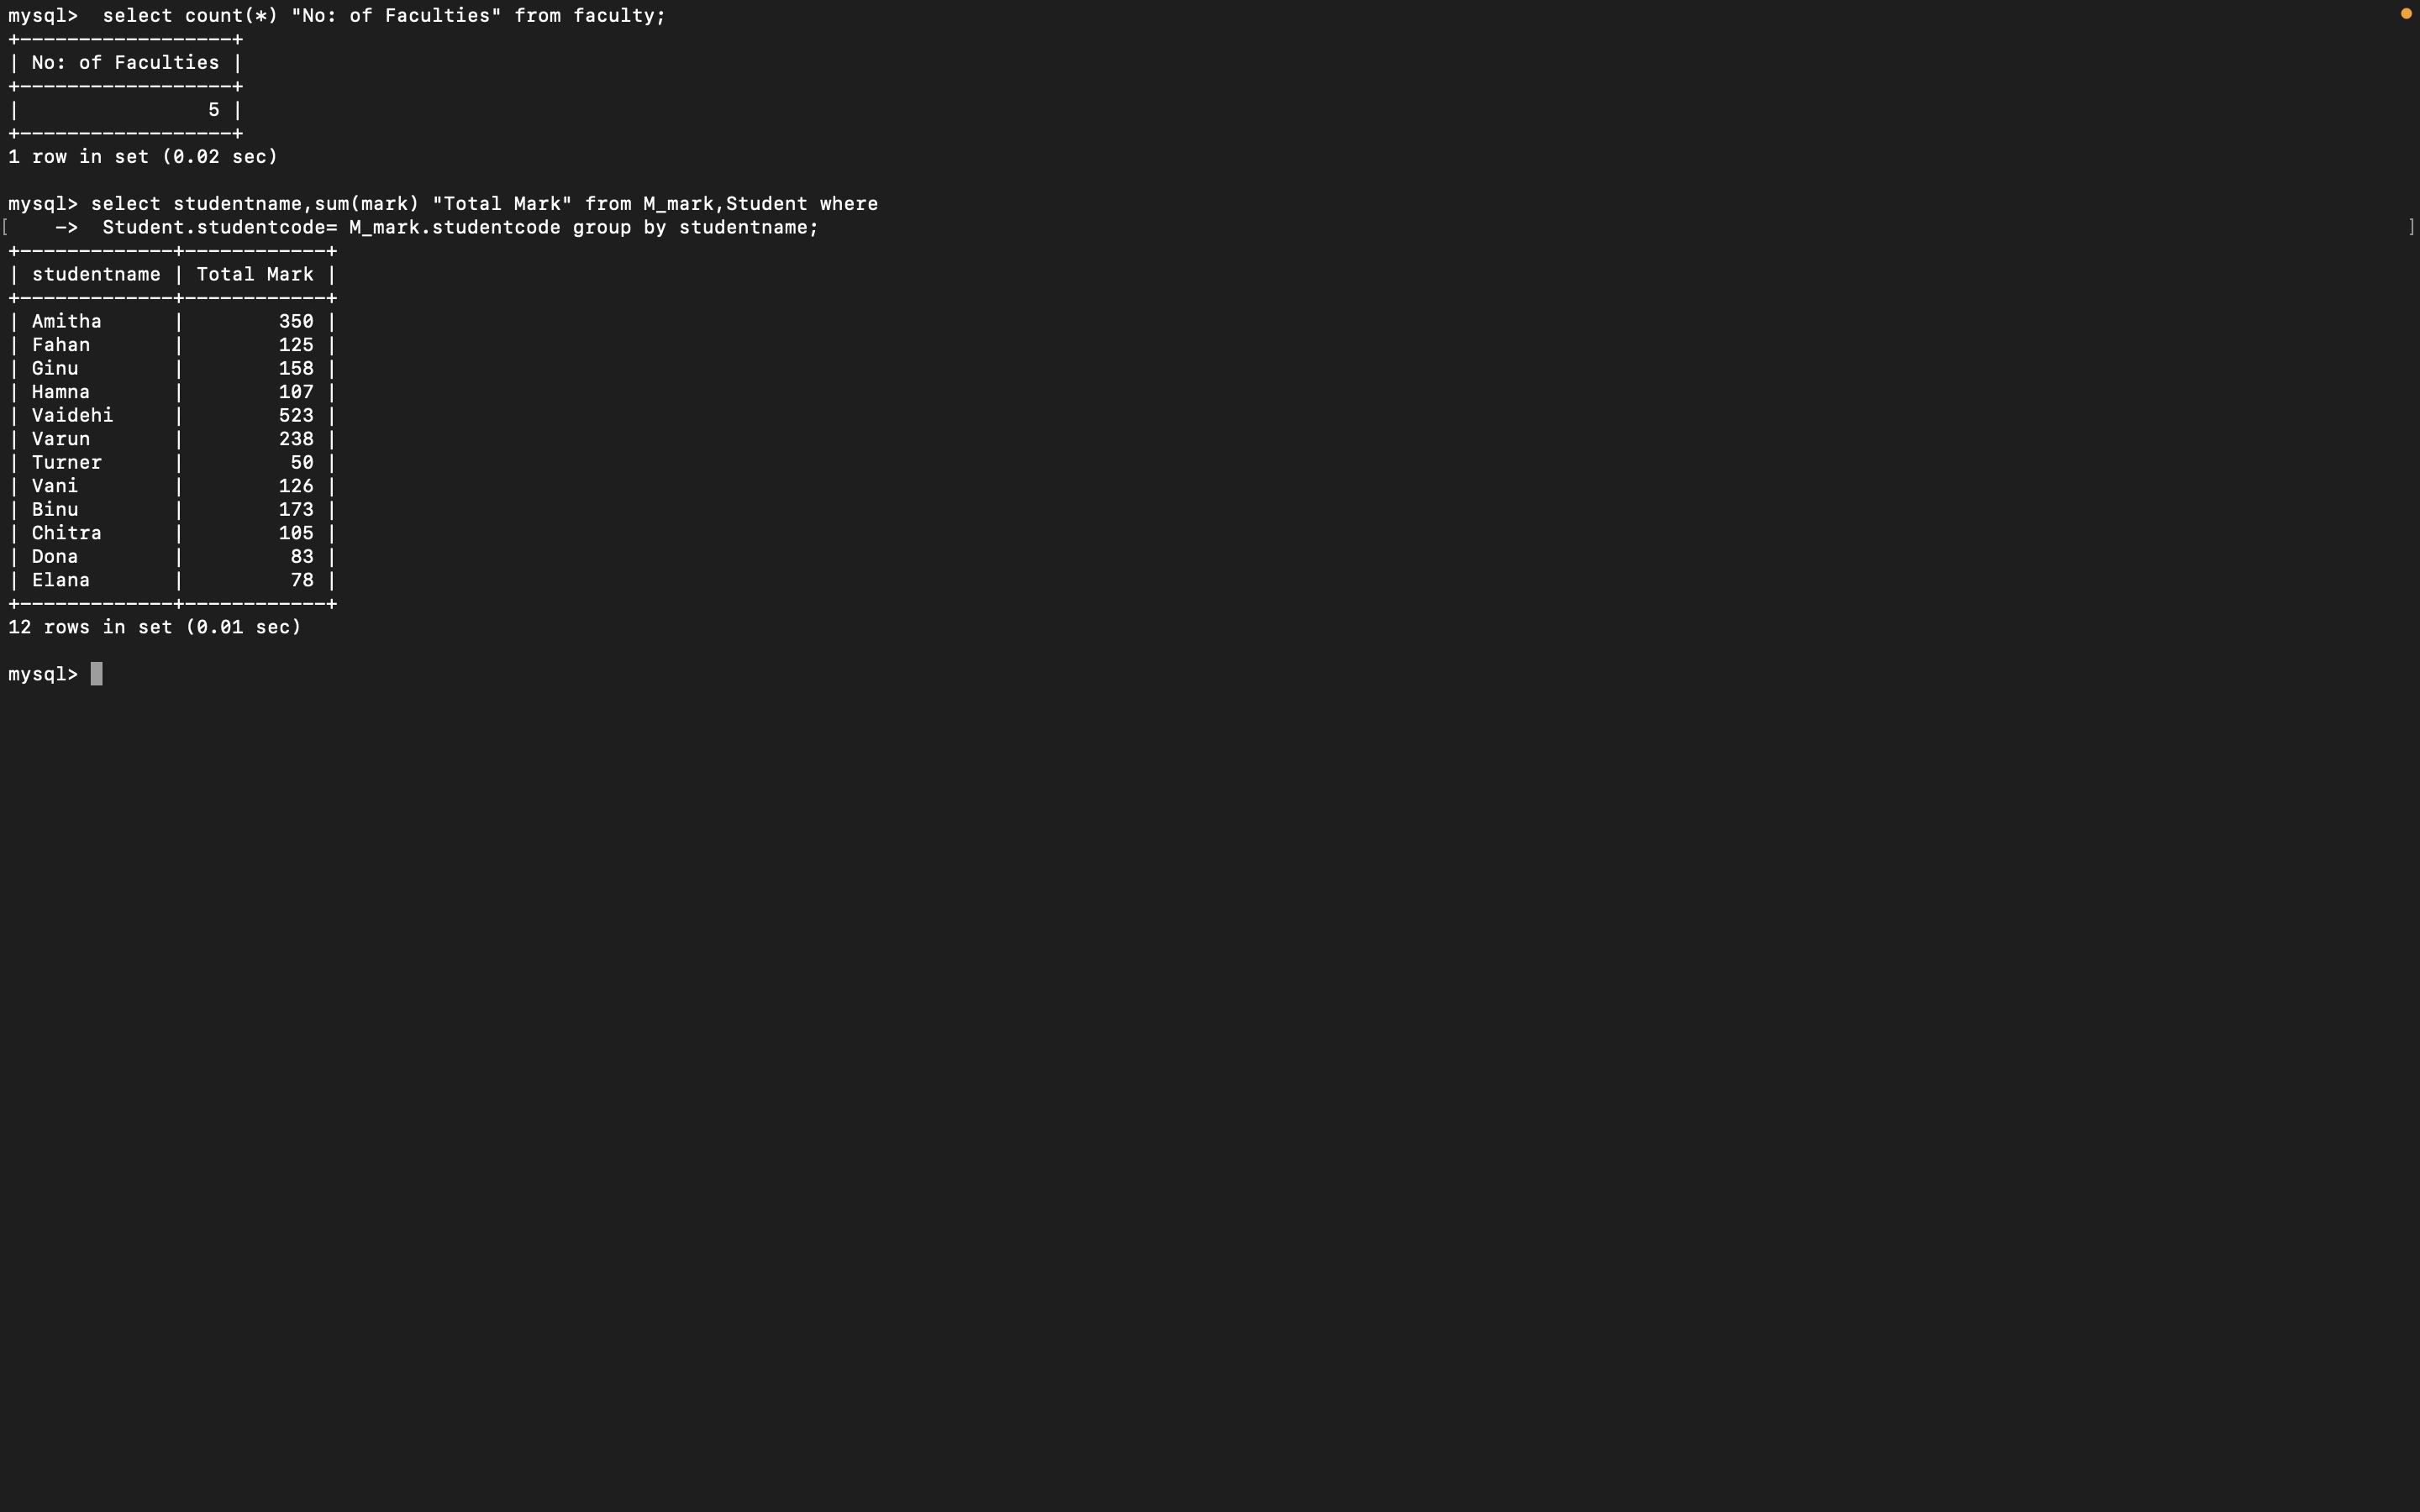 mysql>  select count(*) "No: of Faculties" from faculty;
+------------------+
| No: of Faculties |
+------------------+
|                5 |
+------------------+
1 row in set (0.02 sec)

mysql> select studentname,sum(mark) "Total Mark" from M_mark,Student where
[    ->  Student.studentcode= M_mark.studentcode group by studentname; ]
+-------------+------------+
| studentname | Total Mark |
+-------------+------------+
| Amitha      |        350 |
| Fahan       |        125 |
| Ginu        |        158 |
| Hamna       |        107 |
| Vaidehi     |        523 |
| Varun       |        238 |
| Turner      |         50 |
| Vani        |        126 |
| Binu        |        173 |
| Chitra      |        105 |
| Dona        |         83 |
| Elana       |         78 |
+-------------+------------+
12 rows in set (0.01 sec)

mysql>